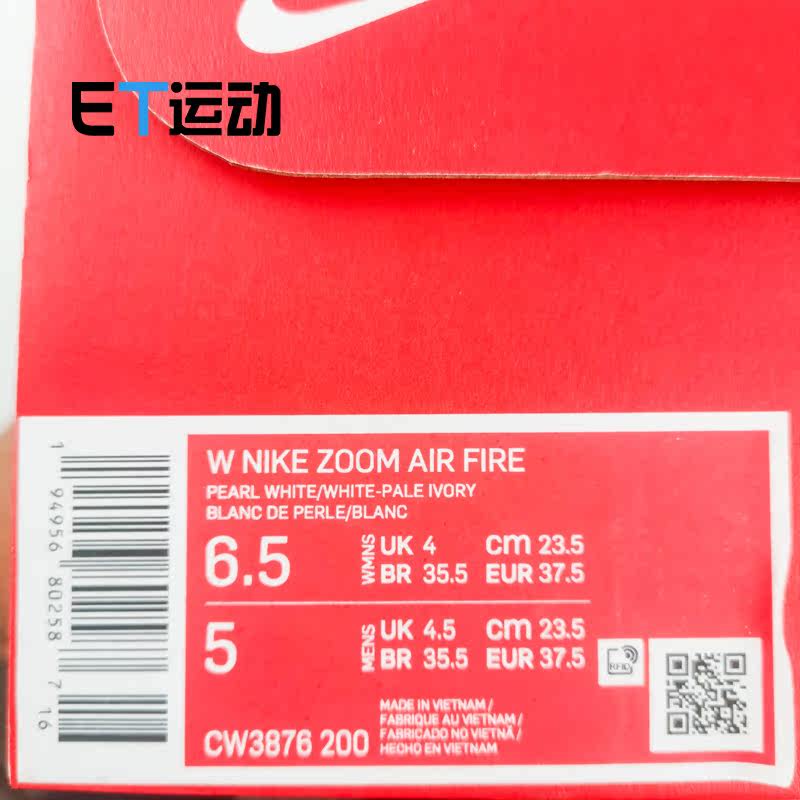 ET运动
W NIKE ZOOM AIR FIRE
PEARL WHITE/WHITE-PALE IVORY
BLANC DE PERLE/BLANC
6.5 WMNS UK 4 cm 23.5
BR 35.5 EUR 37.5
5 MENS UK 4.5 cm 23.5
BR 35.5 EUR 37.5
RFID
MADE IN VIETNAM /
FABRIQUE AU VIETNAM /
FABRICADO NO VIETNÃ /
HECHO EN VIETNAM
CW3876 200
1 94956 80258 7 16